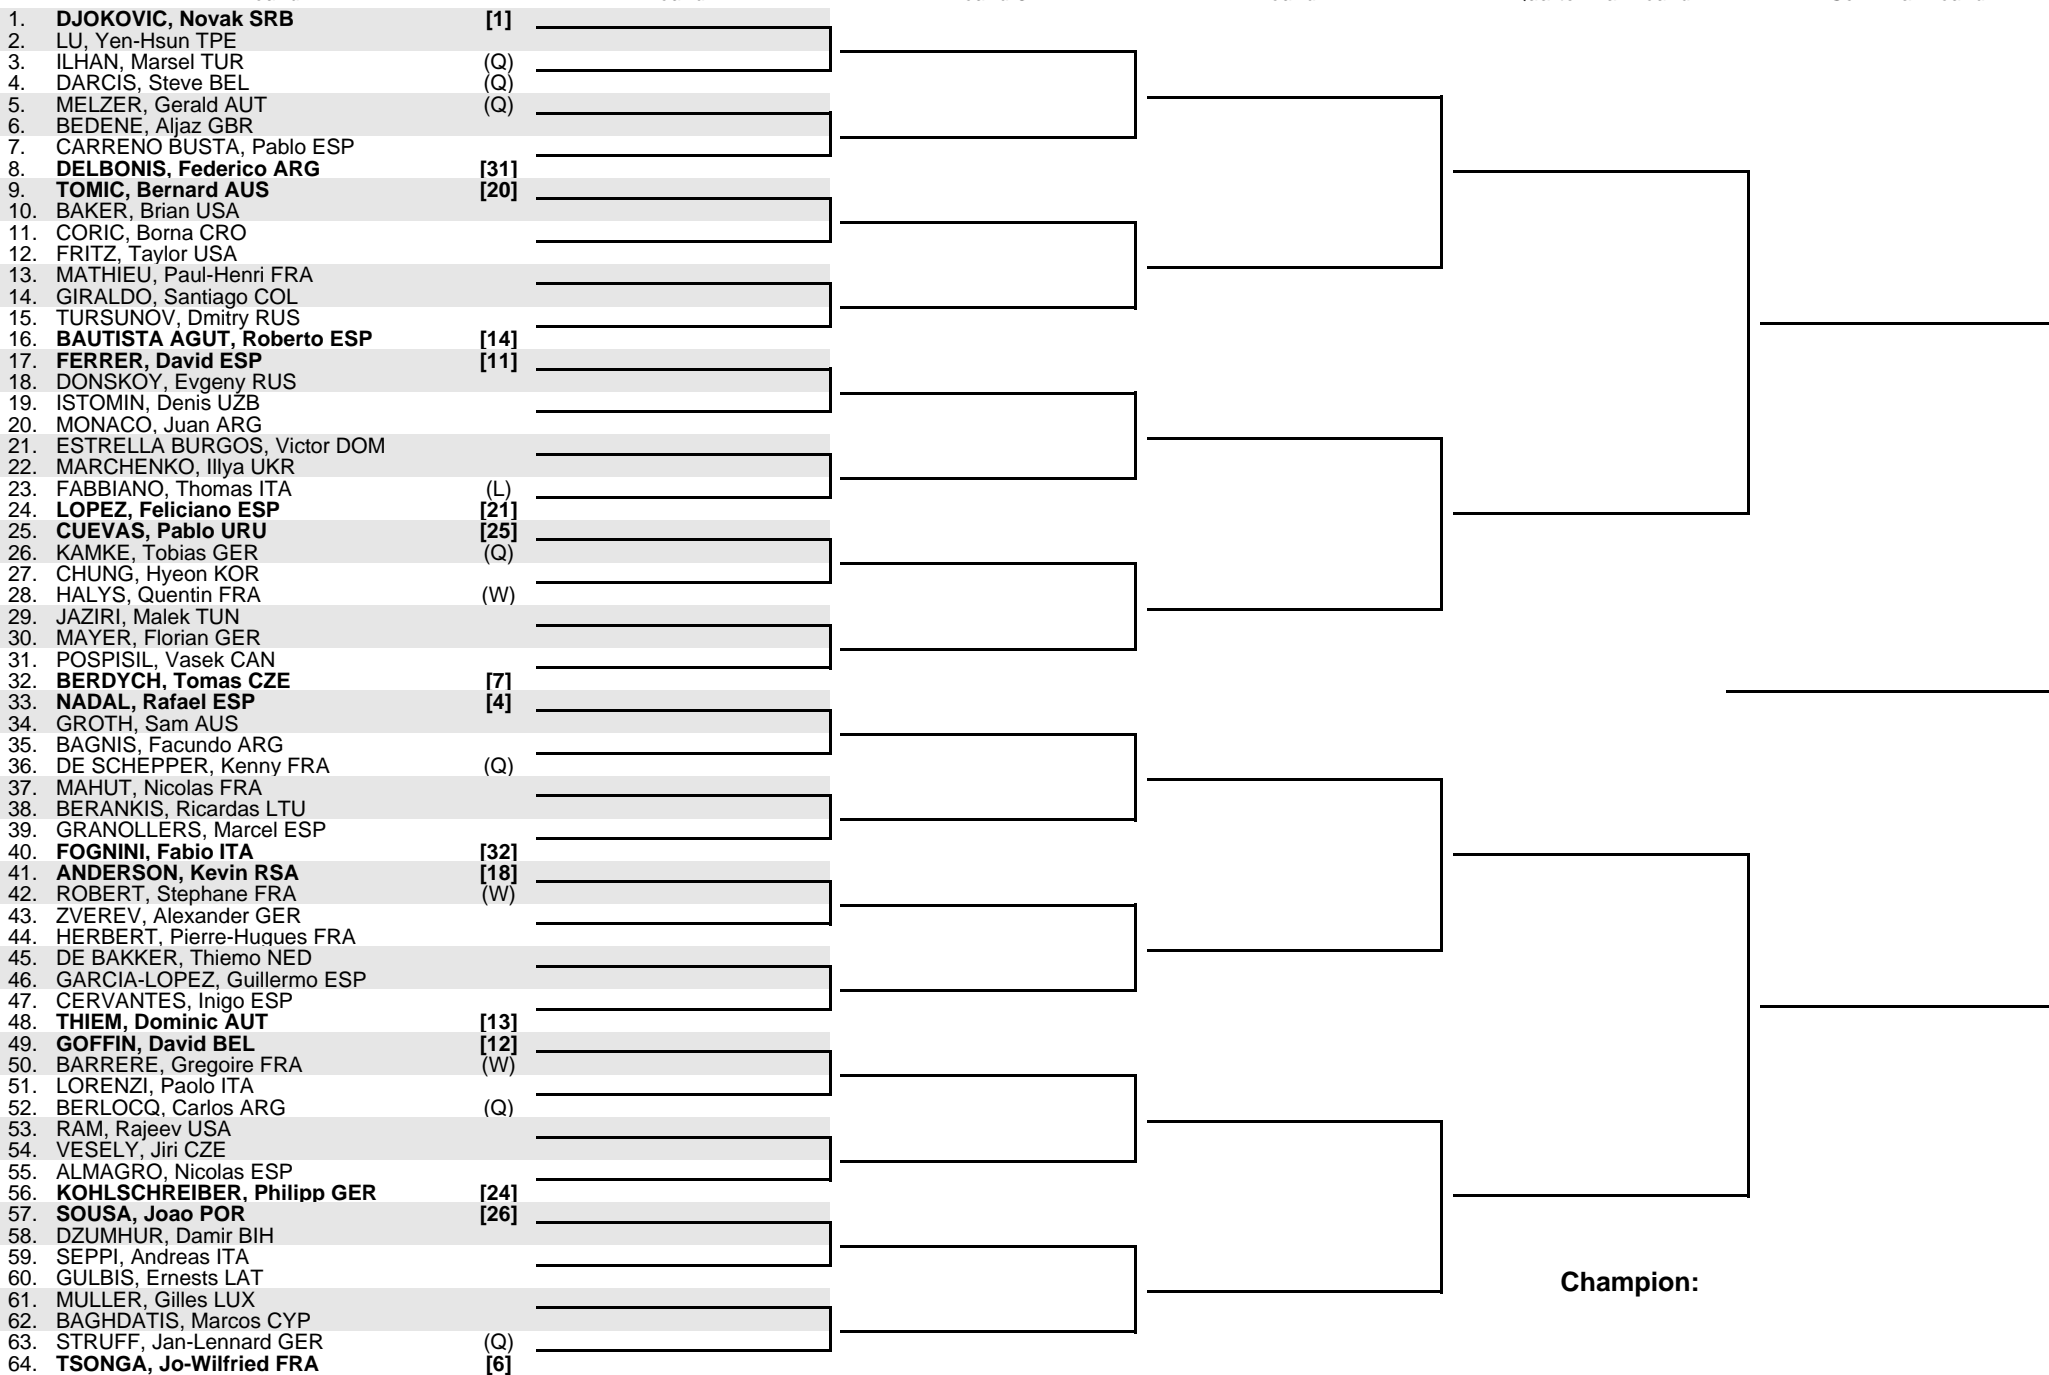 1. DJOKOVIC, Novak SRB [1]
2. LU, Yen-Hsun TPE
3. ILHAN, Marsel TUR (Q)
4. DARCIS, Steve BEL (Q)
5. MELZER, Gerald AUT (Q)
6. BEDENE, Aljaz GBR
7. CARRENO BUSTA, Pablo ESP
8. DELBONIS, Federico ARG [31]
9. TOMIC, Bernard AUS [20]
10. BAKER, Brian USA
11. CORIC, Borna CRO
12. FRITZ, Taylor USA
13. MATHIEU, Paul-Henri FRA
14. GIRALDO, Santiago COL
15. TURSUNOV, Dmitry RUS
16. BAUTISTA AGUT, Roberto ESP [14]
17. FERRER, David ESP [11]
18. DONSKOY, Evgeny RUS
19. ISTOMIN, Denis UZB
20. MONACO, Juan ARG
21. ESTRELLA BURGOS, Victor DOM
22. MARCHENKO, Illya UKR
23. FABBIANO, Thomas ITA (L)
24. LOPEZ, Feliciano ESP [21]
25. CUEVAS, Pablo URU [25]
26. KAMKE, Tobias GER (Q)
27. CHUNG, Hyeon KOR
28. HALYS, Quentin FRA (W)
29. JAZIRI, Malek TUN
30. MAYER, Florian GER
31. POSPISIL, Vasek CAN
32. BERDYCH, Tomas CZE [7]
33. NADAL, Rafael ESP [4]
34. GROTH, Sam AUS
35. BAGNIS, Facundo ARG
36. DE SCHEPPER, Kenny FRA (Q)
37. MAHUT, Nicolas FRA
38. BERANKIS, Ricardas LTU
39. GRANOLLERS, Marcel ESP
40. FOGNINI, Fabio ITA [32]
41. ANDERSON, Kevin RSA [18]
42. ROBERT, Stephane FRA (W)
43. ZVEREV, Alexander GER
44. HERBERT, Pierre-Hugues FRA
45. DE BAKKER, Thiemo NED
46. GARCIA-LOPEZ, Guillermo ESP
47. CERVANTES, Inigo ESP
48. THIEM, Dominic AUT [13]
49. GOFFIN, David BEL [12]
50. BARRERE, Gregoire FRA (W)
51. LORENZI, Paolo ITA
52. BERLOCQ, Carlos ARG (Q)
53. RAM, Rajeev USA
54. VESELY, Jiri CZE
55. ALMAGRO, Nicolas ESP
56. KOHLSCHREIBER, Philipp GER [24]
57. SOUSA, Joao POR [26]
58. DZUMHUR, Damir BIH
59. SEPPI, Andreas ITA
60. GULBIS, Ernests LAT
Champion:
61. MULLER, Gilles LUX
62. BAGHDATIS, Marcos CYP
63. STRUFF, Jan-Lennard GER (Q)
64. TSONGA, Jo-Wilfried FRA [6]